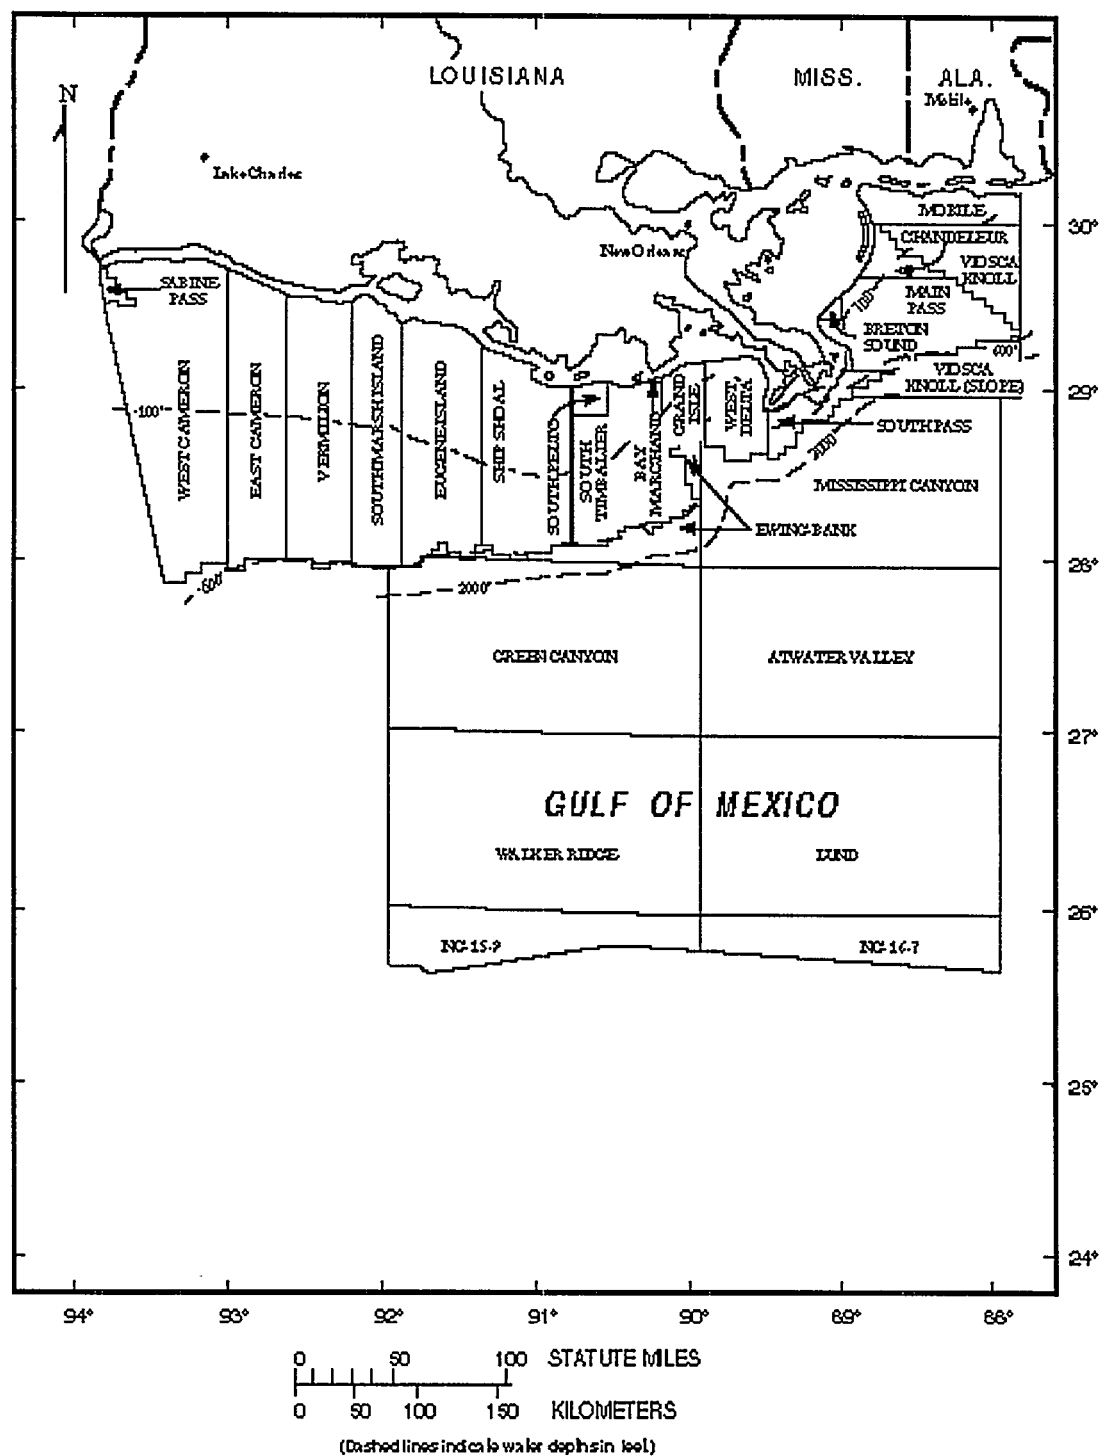 LOUISIANA
MISS.
ALA.
Mobile
N
Lake Charles
New Orleans
MOBILE
30°
CHANDELEUR
VIOSCA
KNOLL
SABINE
PASS
MAIN
PASS
100'
BRETON
SOUND
600'
VIOSCA
KNOLL (SLOPE)
29°
WEST CAMERON
EAST CAMERON
VERMILION
SOUTH MARSH ISLAND
EUGENE ISLAND
SHIP SHOAL
SOUTH PELTO
SOUTH
TIMBALIER
BAY
MARCHAND
GRAND
ISLE
WEST
DELTA
100'
SOUTH PASS
2000'
MISSISSIPPI CANYON
EWING BANK
28°
600'
2000'
GREEN CANYON
ATWATER VALLEY
27°
GULF OF MEXICO
WALKER RIDGE
LUND
26°
NG-15-9
NG-16-7
25°
24°
94° 93° 92° 91° 90° 89° 88°
0 50 100 STATUTE MILES
0 50 100 150 KILOMETERS
(Dashed lines indicate water depths in feet)